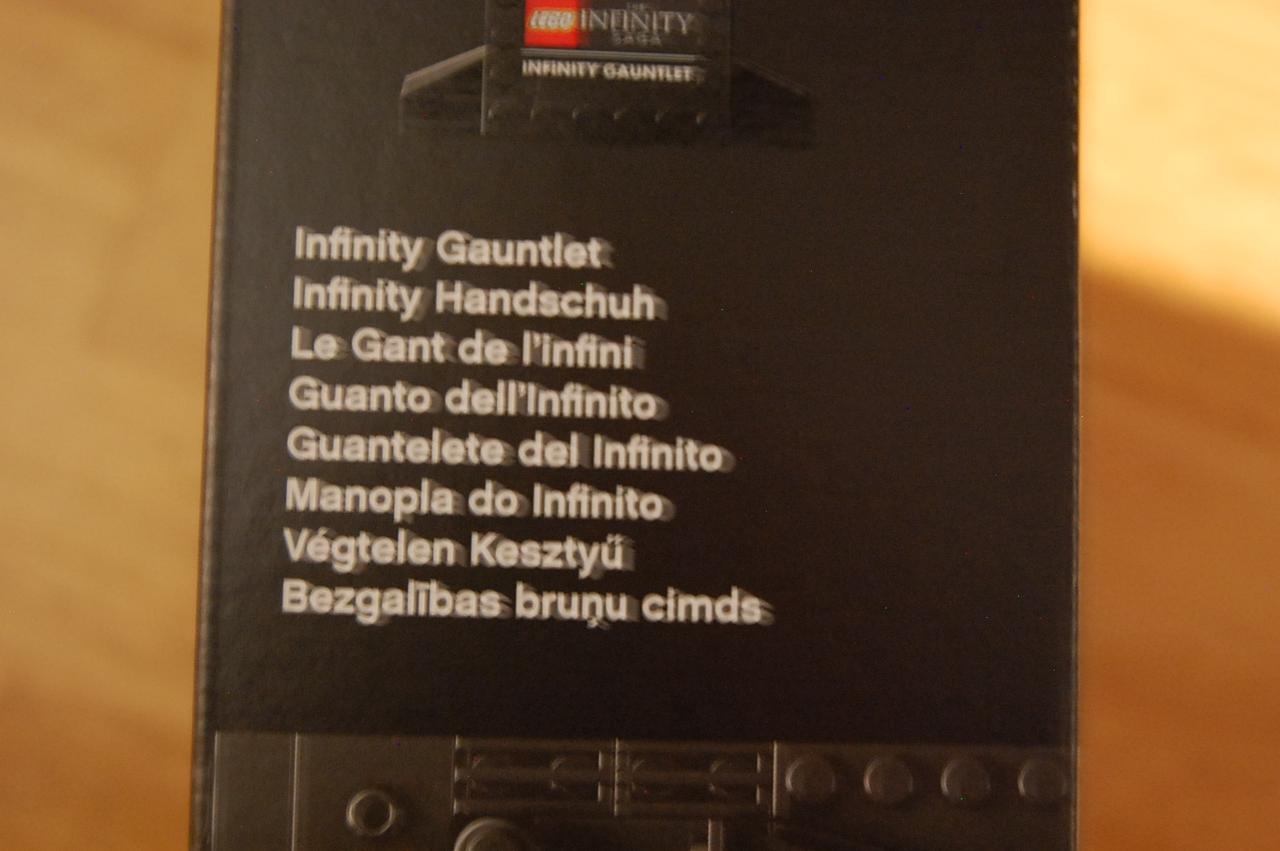 LEGO THE INFINITY SAGA
INFINITY GAUNTLET
Infinity Gauntlet
Infinity Handschuh
Le Gant de l'infini
Guanto dell'Infinito
Guantelete del Infinito
Manopla do Infinito
Végtelen Kesztyű
Bezgalības bruņu cimds